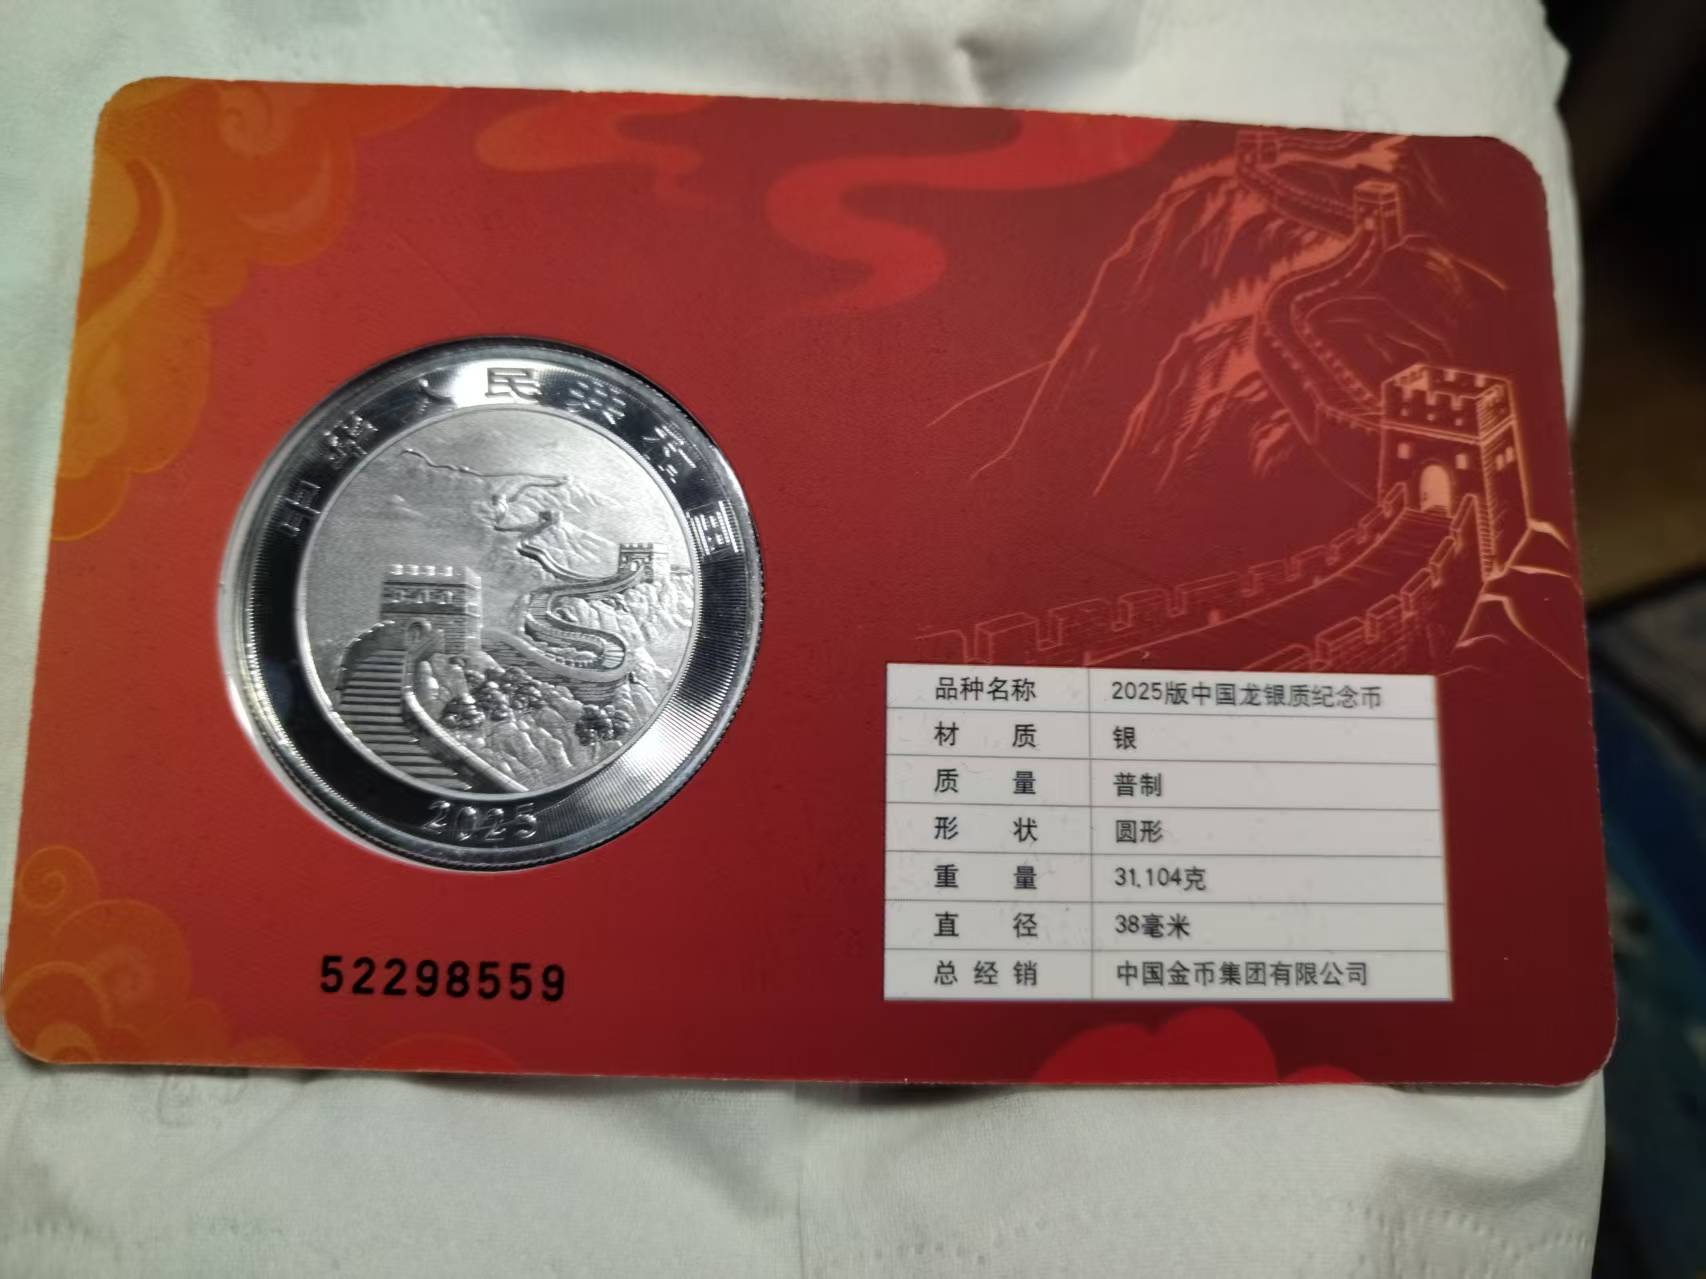 中华人民共和国
2025
52298559
品种名称 2025版中国龙银质纪念币
材 质 银
质 量 普制
形 状 圆形
重 量 31.104克
直 径 38毫米
总经销 中国金币集团有限公司